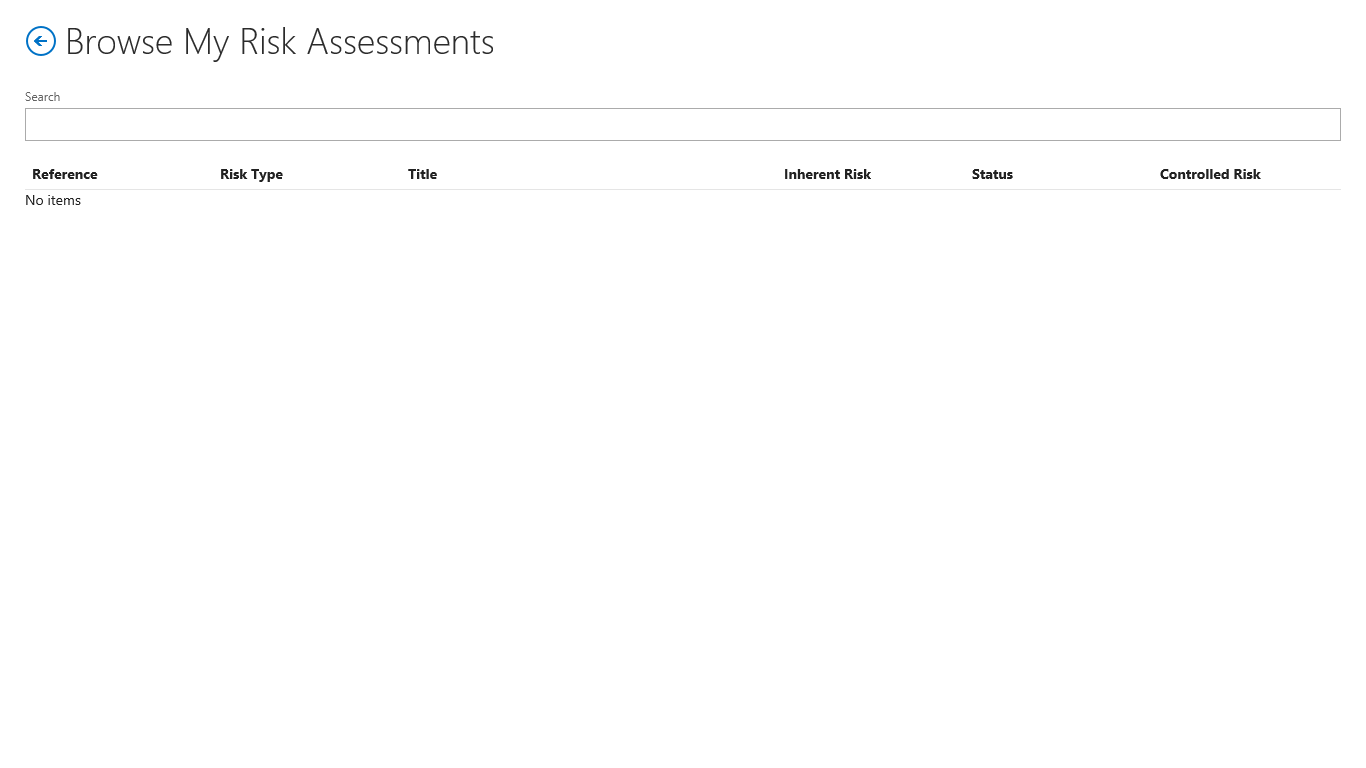 Browse My Risk Assessments
Search
Reference Risk Type Title Inherent Risk Status Controlled Risk
No items